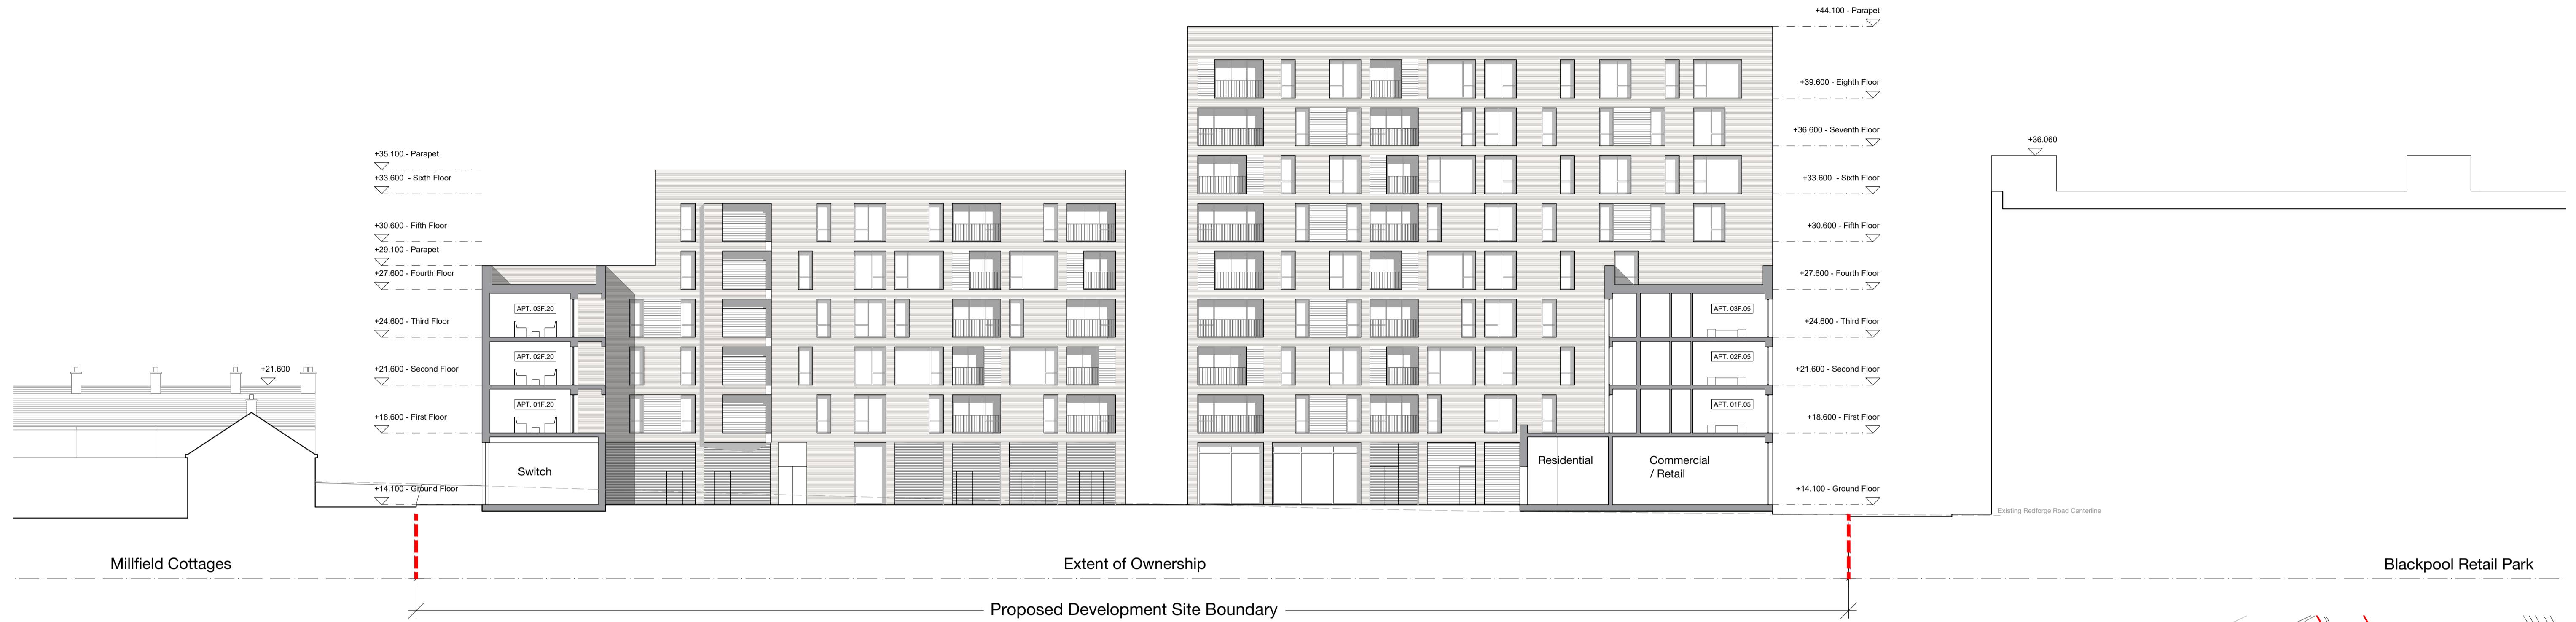 +44.100 - Parapet
+39.600 - Eighth Floor
+36.600 - Seventh Floor
+33.600 - Sixth Floor
+30.600 - Fifth Floor
+27.600 - Fourth Floor
+24.600 - Third Floor
+21.600 - Second Floor
+18.600 - First Floor
+14.100 - Ground Floor
+35.100 - Parapet
+33.600 - Sixth Floor
+30.600 - Fifth Floor
+29.100 - Parapet
+27.600 - Fourth Floor
+24.600 - Third Floor
+21.600 - Second Floor
+18.600 - First Floor
+14.100 - Ground Floor
+21.600
+36.060
APT. 03F.20
APT. 02F.20
APT. 01F.20
Switch
APT. 03F.05
APT. 02F.05
APT. 01F.05
Residential
Commercial
/ Retail
Existing Redforge Road Centerline
Millfield Cottages
Extent of Ownership
Blackpool Retail Park
Proposed Development Site Boundary